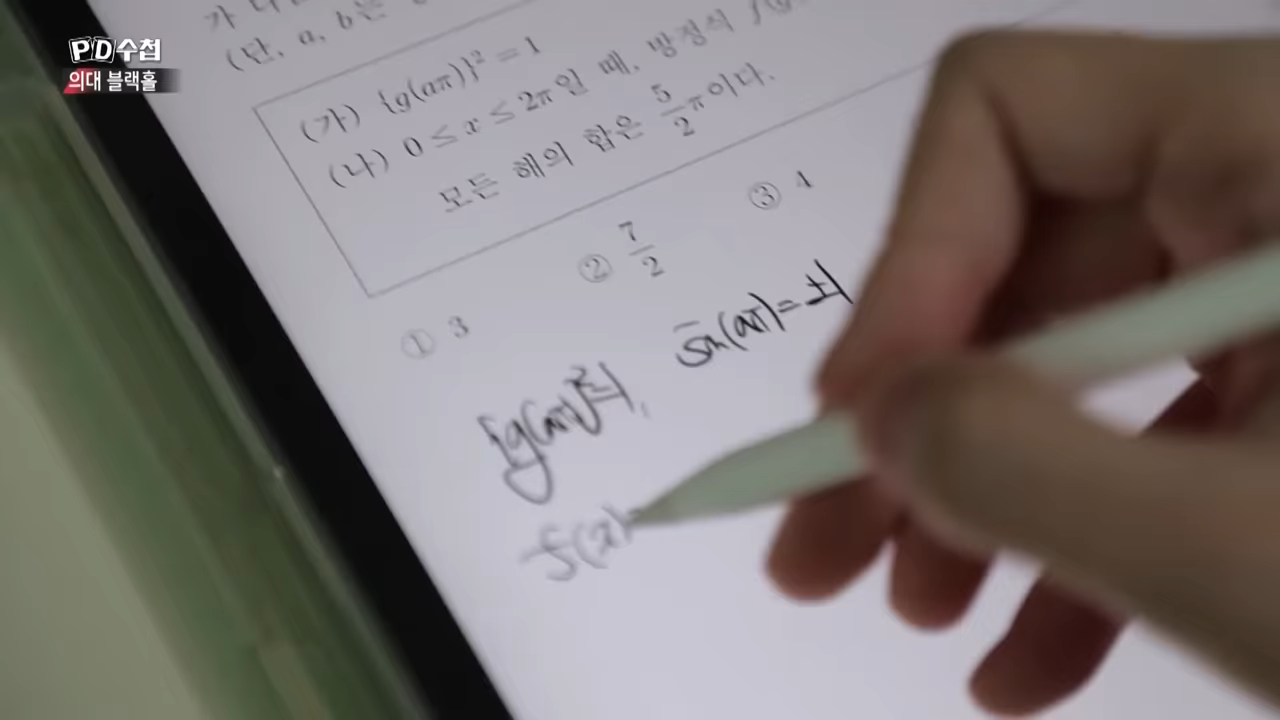 PD수첩
의대 블랙홀
(단, a, b는
(가) {g(aπ)}² = 1
(나) 0 ≤ x ≤ 2π일 때, 방정식 f(g
모든 해의 합은 5/2 π이다.
① 3
② 7/2
③ 4
{g(aπ)}²=1,
sin(aπ)=±1
f(x)=